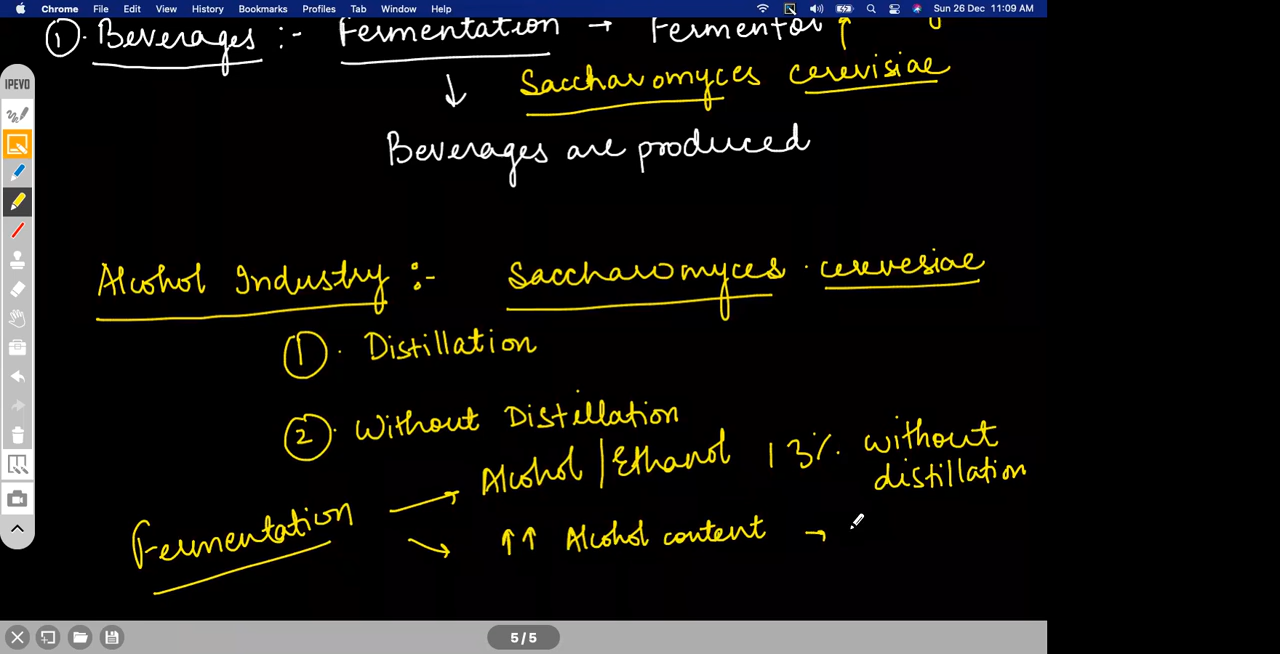 Chrome File Edit View History Bookmarks Profiles Tab Window Help Sun 26 Dec 11:09 AM
① · Beverages :- Fermentation → Fermentor ↑
Saccharomyces cerevisiae
↓
Beverages are produced
IPEVO
Alcohol Industry :- Saccharomyces · cerevesiae
① · Distillation
② · Without Distillation
Alcohol | Ethanol 13% without
distillation
Fermentation
↑↑ Alcohol content →
5/5